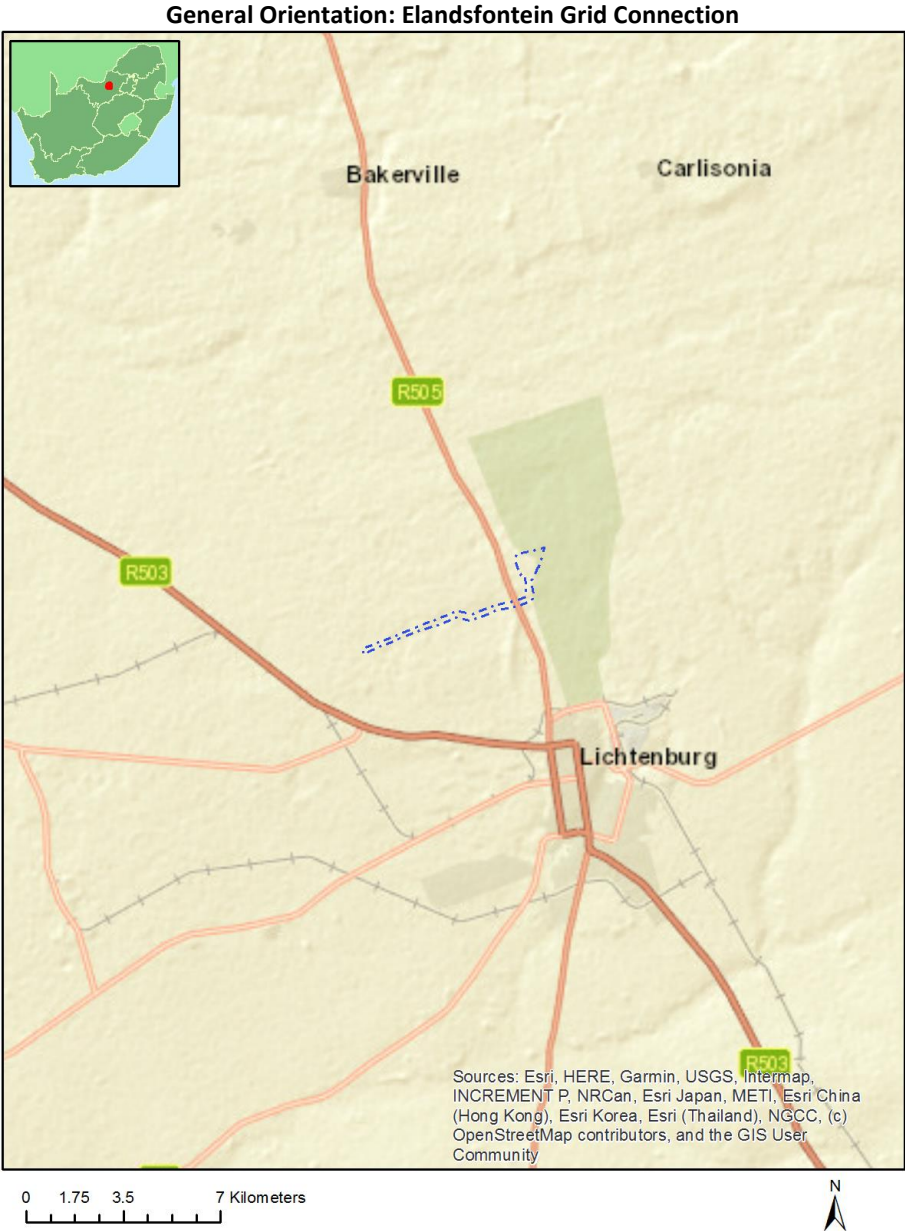 General Orientation: Elandsfontein Grid Connection
Bakerville
Carlisonia
R505
R503
Lichtenburg
R503
Sources: Esri, HERE, Garmin, USGS, Intermap,
INCREMENT P, NRCan, Esri Japan, METI, Esri China
(Hong Kong), Esri Korea, Esri (Thailand), NGCC, (c)
OpenStreetMap contributors, and the GIS User
Community
0 1.75 3.5 7 Kilometers
N